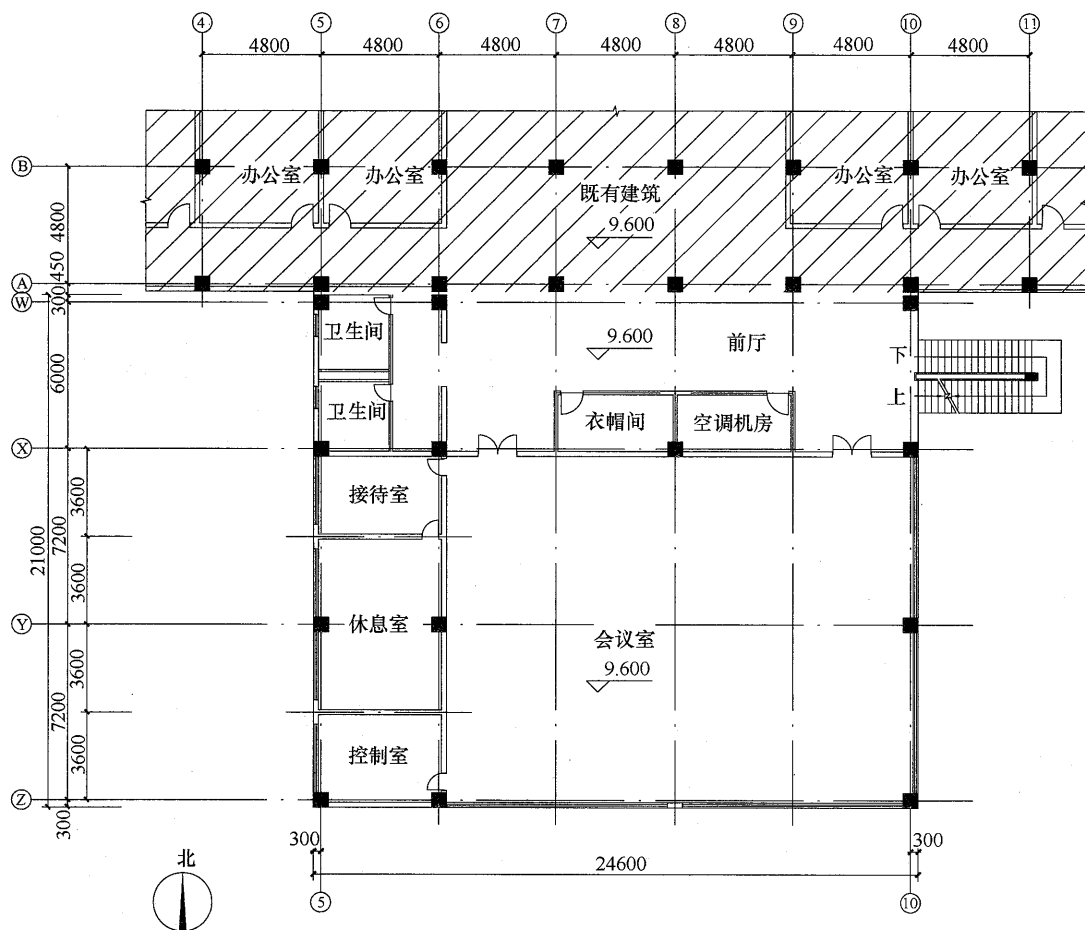 ④ ⑤ ⑥ ⑦ ⑧ ⑨ ⑩ ⑪
4800 4800 4800 4800 4800 4800 4800
Ⓑ
办公室 办公室 办公室 办公室
既有建筑
9.600
4800
450
Ⓐ
300
Ⓦ
卫生间
9.600
前厅
下
6000
上
卫生间
衣帽间
空调机房
Ⓧ
接待室
3600
7200
21000
3600
休息室
Ⓨ
会议室
9.600
3600
7200
控制室
3600
Ⓩ
300
300
300
24600
北
⑤ ⑩